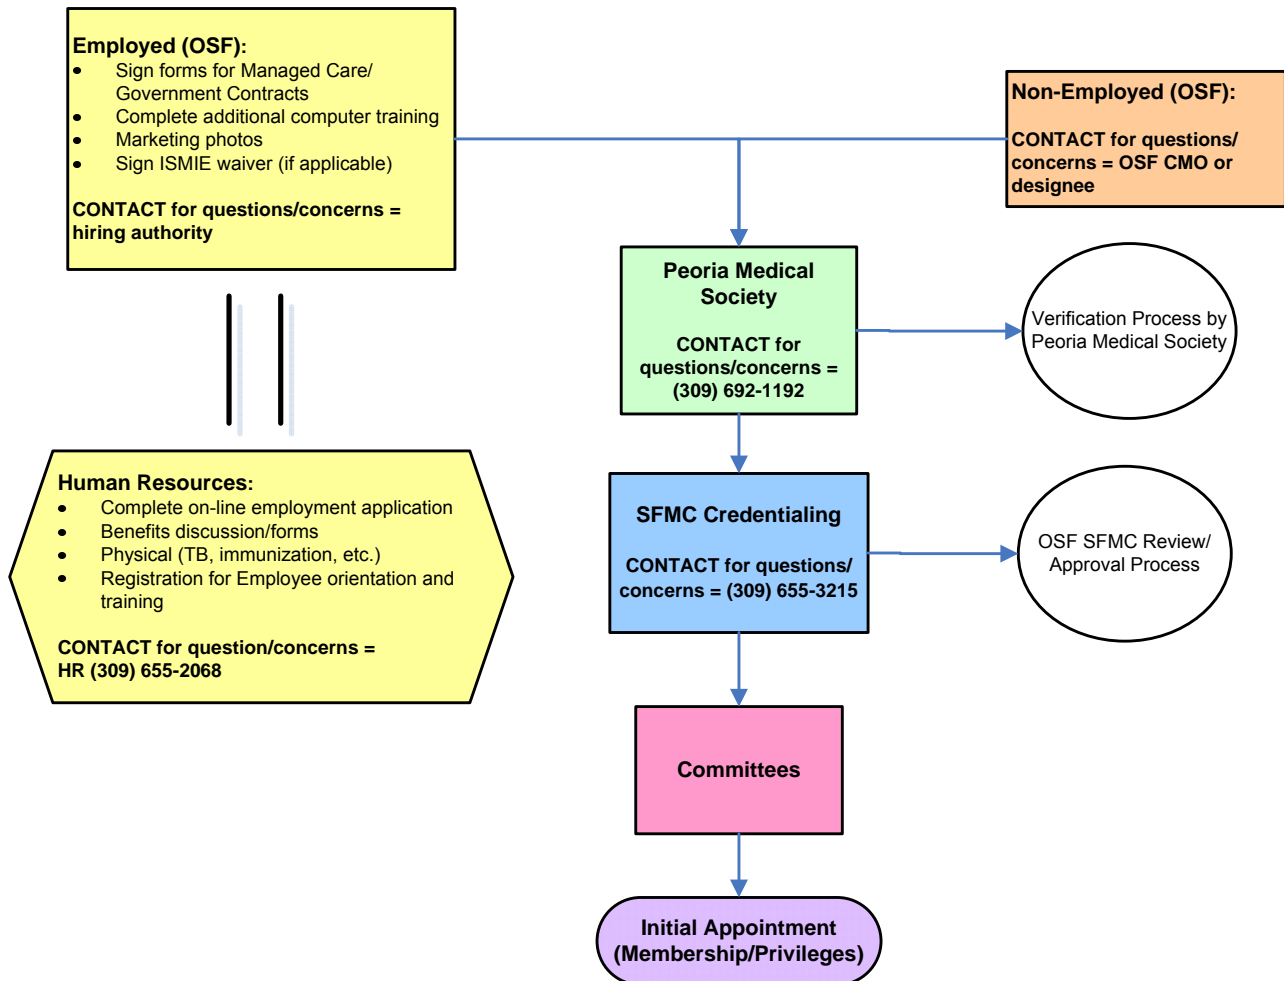 Employed (OSF):
• Sign forms for Managed Care/
Government Contracts
• Complete additional computer training
• Marketing photos
• Sign ISMIE waiver (if applicable)
CONTACT for questions/concerns =
hiring authority
Non-Employed (OSF):
CONTACT for questions/
concerns = OSF CMO or
designee
Peoria Medical
Society
CONTACT for
questions/concerns =
(309) 692-1192
Verification Process by
Peoria Medical Society
Human Resources:
• Complete on-line employment application
• Benefits discussion/forms
• Physical (TB, immunization, etc.)
• Registration for Employee orientation and
training
CONTACT for question/concerns =
HR (309) 655-2068
SFMC Credentialing
CONTACT for questions/
concerns = (309) 655-3215
OSF SFMC Review/
Approval Process
Committees
Initial Appointment
(Membership/Privileges)